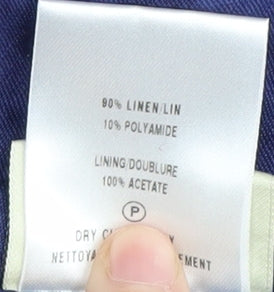 90% LINEN/LIN
10% POLYAMIDE
LINING/DOUBLURE
100% ACETATE
P
DRY